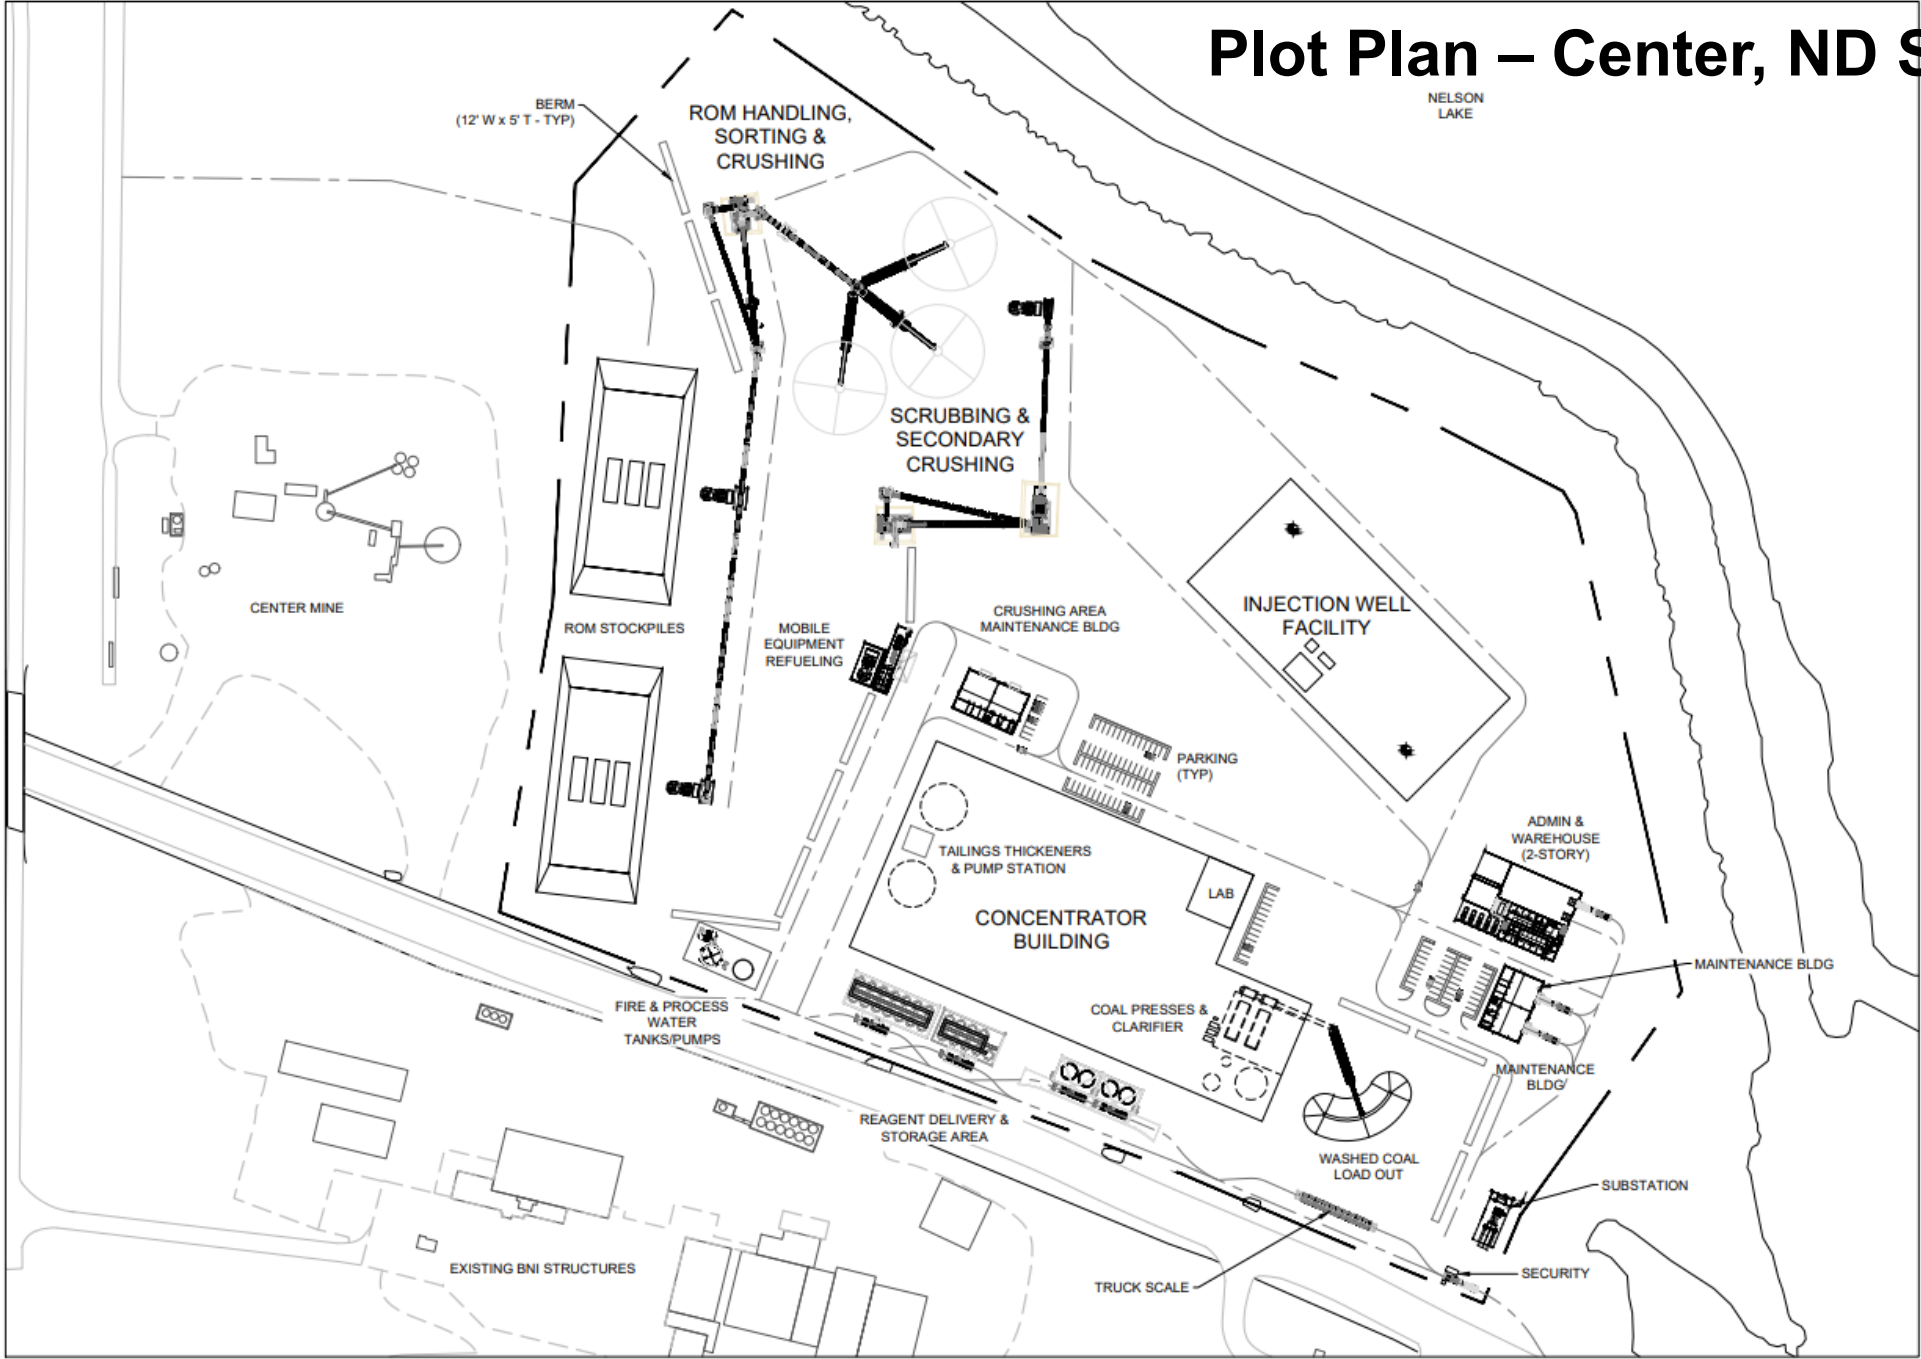 Plot Plan – Center, ND S
NELSON
LAKE
BERM
(12' W x 5' T - TYP)
ROM HANDLING,
SORTING &
CRUSHING
SCRUBBING &
SECONDARY
CRUSHING
CENTER MINE
ROM STOCKPILES
MOBILE
EQUIPMENT
REFUELING
CRUSHING AREA
MAINTENANCE BLDG
INJECTION WELL
FACILITY
PARKING
(TYP)
ADMIN &
WAREHOUSE
(2-STORY)
TAILINGS THICKENERS
& PUMP STATION
LAB
CONCENTRATOR
BUILDING
MAINTENANCE BLDG
FIRE & PROCESS
WATER
TANKS/PUMPS
COAL PRESSES &
CLARIFIER
MAINTENANCE
BLDG
REAGENT DELIVERY &
STORAGE AREA
WASHED COAL
LOAD OUT
SUBSTATION
EXISTING BNI STRUCTURES
TRUCK SCALE
SECURITY